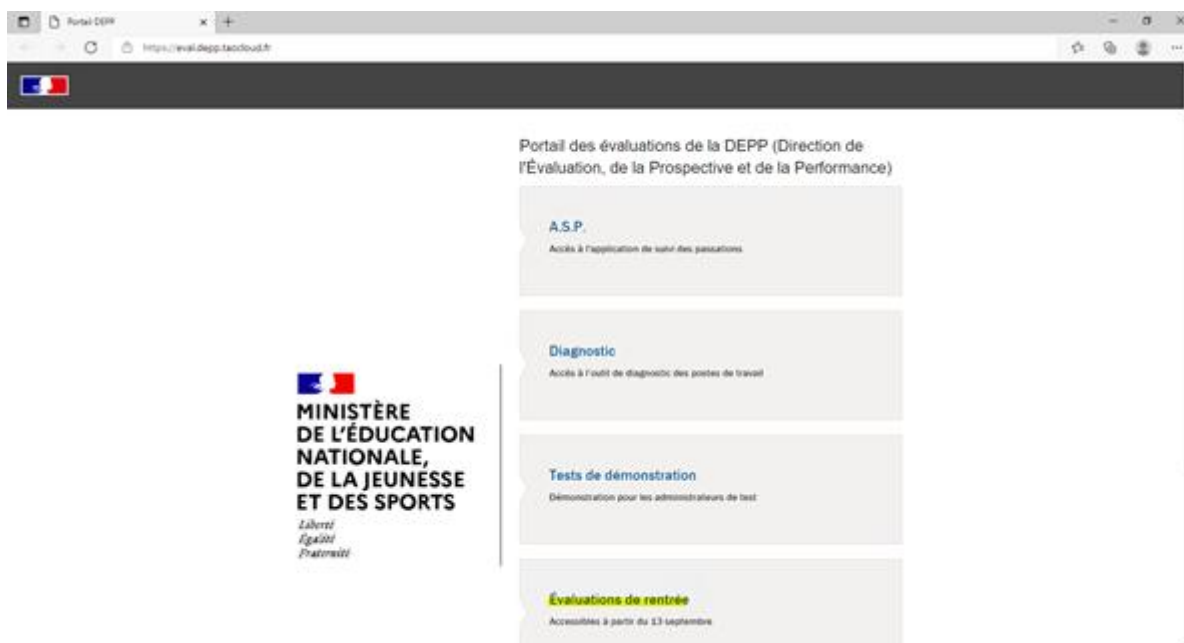 Portail DEPP
https://eval.depp.taocloud.fr
Portail des évaluations de la DEPP (Direction de
l'Évaluation, de la Prospective et de la Performance)
A.S.P.
Accès à l'application de suivi des passations
Diagnostic
Accès à l'outil de diagnostic des postes de travail
MINISTÈRE
DE L'ÉDUCATION
NATIONALE,
DE LA JEUNESSE
ET DES SPORTS
Liberté
Égalité
Fraternité
Tests de démonstration
Démonstration pour les administrateurs de test
Évaluations de rentrée
Accessibles à partir du 13 septembre